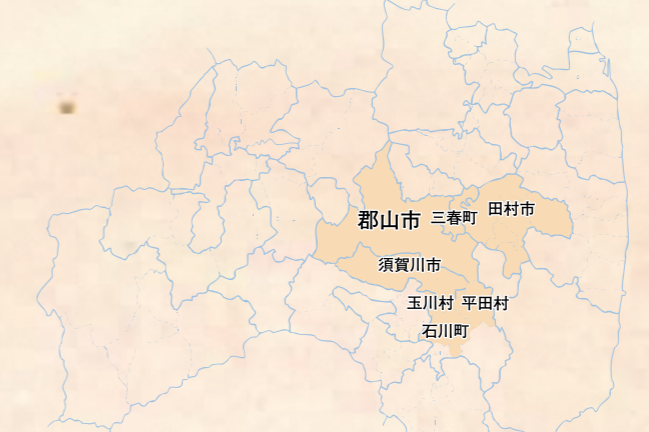 田村市
郡山市 三春町
須賀川市
玉川村 平田村
石川町